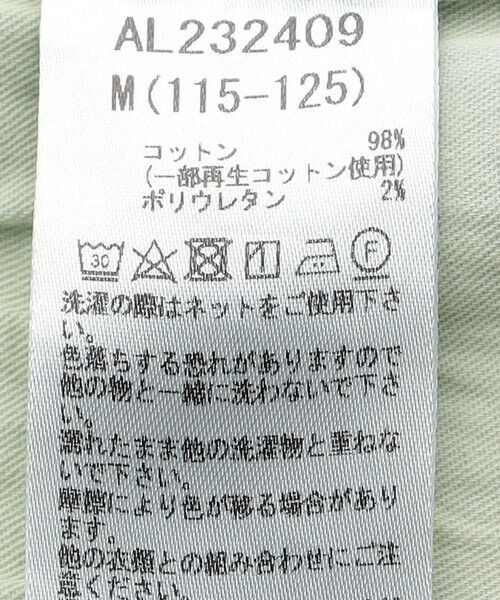 AL232409
M(115-125)
コットン 98%
(一部再生コットン使用)
ポリウレタン 2%
30 F
洗濯の際はネットをご使用下さ
い。
色落ちする恐れがありますので
他の物と一緒に洗わないで下さ
い。
濡れたまま他の洗濯物と重ねな
いで下さい。
摩擦により色が移る場合があり
ます。
他の衣類との組み合わせにご注
意ください。